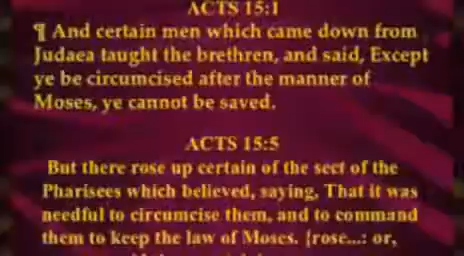 ACTS 15:1
¶ And certain men which came down from
Judaea taught the brethren, and said, Except
ye be circumcised after the manner of
Moses, ye cannot be saved.
ACTS 15:5
But there rose up certain of the sect of the
Pharisees which believed, saying, That it was
needful to circumcise them, and to command
them to keep the law of Moses. {rose...: or,